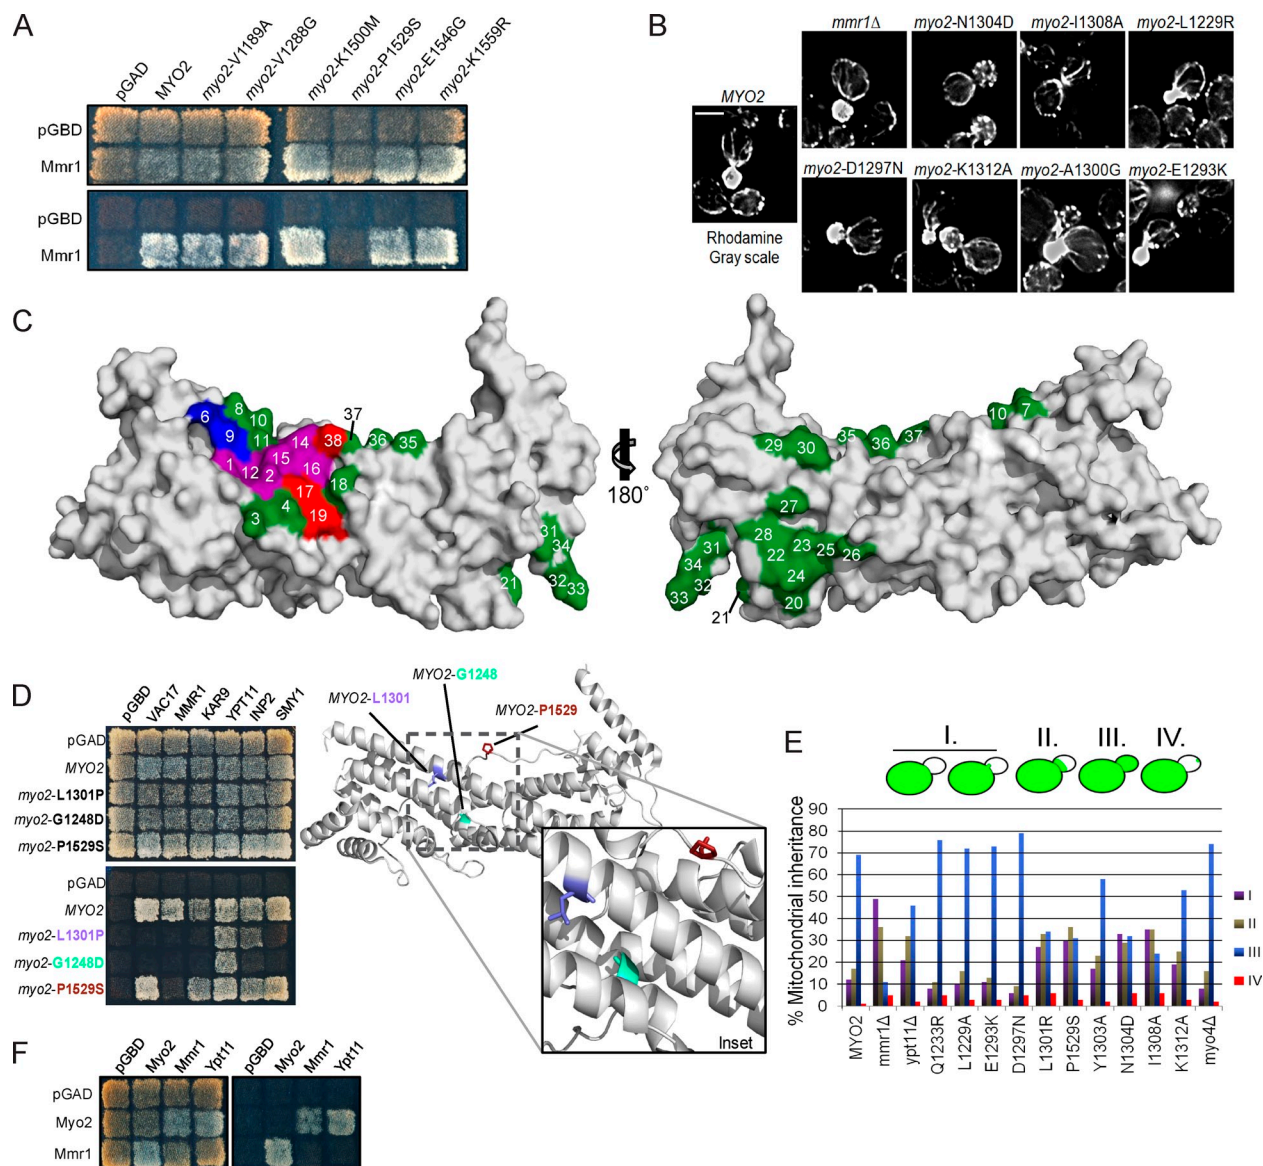 A
pGAD
MYO2
myo2-V1189A
myo2-V1288G
myo2-K1500M
myo2-P1529S
myo2-E1546G
myo2-K1559R
pGBD
Mmr1
pGBD
Mmr1
B
MYO2
Rhodamine
Gray scale
mmr1Δ
myo2-N1304D
myo2-I1308A
myo2-L1229R
myo2-D1297N
myo2-K1312A
myo2-A1300G
myo2-E1293K
C
6
8
10
9
11
14
38
37
36
35
1
12
2
15
16
17
18
3
4
19
21
31
34
32
33
180°
29
30
35
36
37
10
7
27
28
22
23
25
26
24
20
31
34
32
33
21
D
pGBD
VAC17
MMR1
KAR9
YPT11
INP2
SMY1
pGAD
MYO2
myo2-L1301P
myo2-G1248D
myo2-P1529S
pGAD
MYO2
myo2-L1301P
myo2-G1248D
myo2-P1529S
MYO2-G1248
MYO2-L1301
MYO2-P1529
Inset
E
I.
II.
III.
IV.
% Mitochondrial inheritance
90
80
70
60
50
40
30
20
10
0
MYO2
mmr1Δ
ypt11Δ
Q1233R
L1229A
E1293K
D1297N
L1301R
P1529S
Y1303A
N1304D
I1308A
K1312A
myo4Δ
I
II
III
IV
F
pGBD
Myo2
Mmr1
Ypt11
pGBD
Myo2
Mmr1
Ypt11
pGAD
Myo2
Mmr1